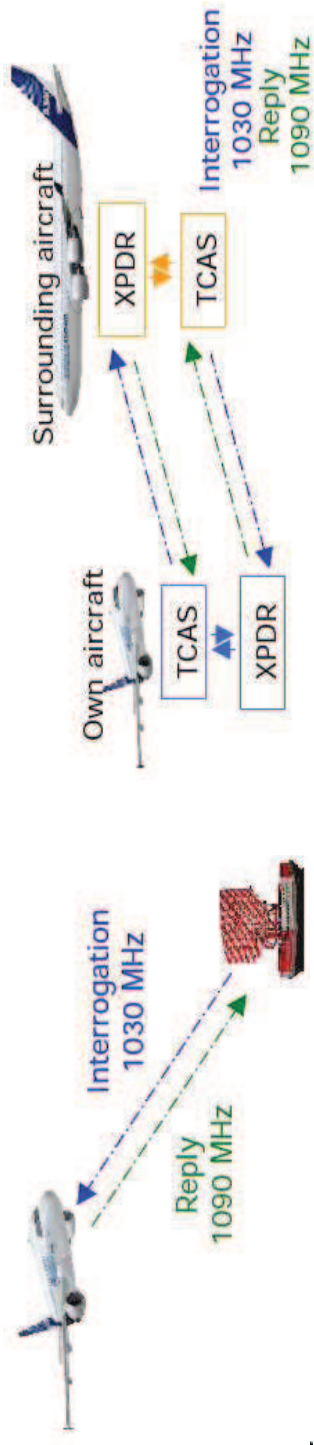 Interrogation
1030 MHz
Reply
1090 MHz
Own aircraft
TCAS
XPDR
Surrounding aircraft
XPDR
TCAS
Interrogation
1030 MHz
Reply
1090 MHz